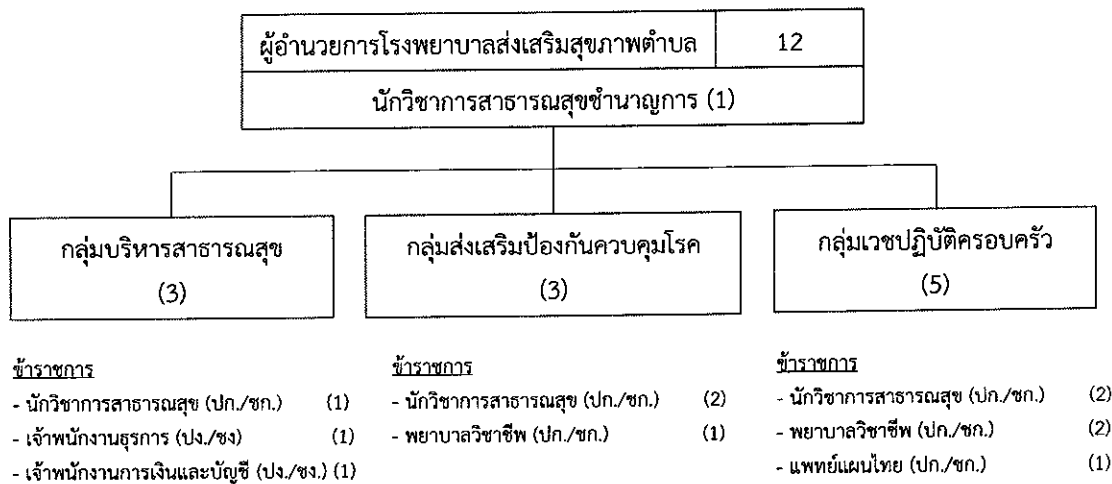 ผู้อำนวยการโรงพยาบาลส่งเสริมสุขภาพตำบล 12
นักวิชาการสาธารณสุขชำนาญการ (1)
กลุ่มบริหารสาธารณสุข
(3)
กลุ่มส่งเสริมป้องกันควบคุมโรค
(3)
กลุ่มเวชปฏิบัติครอบครัว
(5)
ข้าราชการ
- นักวิชาการสาธารณสุข (ปก./ชก.) (1)
- เจ้าพนักงานธุรการ (ปง./ชง) (1)
- เจ้าพนักงานการเงินและบัญชี (ปง./ชง.) (1)
ข้าราชการ
- นักวิชาการสาธารณสุข (ปก./ชก.) (2)
- พยาบาลวิชาชีพ (ปก./ชก.) (1)
ข้าราชการ
- นักวิชาการสาธารณสุข (ปก./ชก.) (2)
- พยาบาลวิชาชีพ (ปก./ชก.) (2)
- แพทย์แผนไทย (ปก./ชก.) (1)